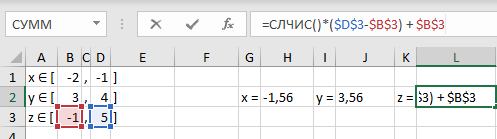 СУММ =СЛЧИС()*($D$3-$B$3) + $B$3
A B C D E F G H I J K L
1 x ∈ [ -2 , -1 ]
2 y ∈ [ 3 , 4 ] x = -1,56 y = 3,56 z = $3) + $B$3
3 z ∈ [ -1 , 5 ]